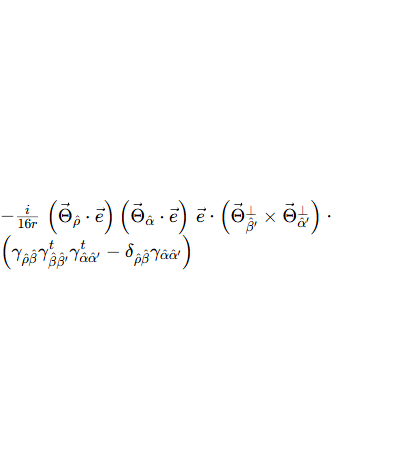 $-\frac{i}{16r} \left( \vec{\Theta}_{\hat{\rho}} \cdot \vec{e} \right) \left( \vec{\Theta}_{\hat{\alpha}} \cdot \vec{e} \right) \vec{e} \cdot \left( \vec{\Theta}^{\perp}_{\hat{\beta}'} \times \vec{\Theta}^{\perp}_{\hat{\alpha}'} \right) \cdot$
$\left( \gamma_{\hat{\rho}\hat{\beta}} \gamma^{t}_{\hat{\beta}\hat{\beta}'} \gamma^{t}_{\hat{\alpha}\hat{\alpha}'} - \delta_{\hat{\rho}\hat{\beta}} \gamma_{\hat{\alpha}\hat{\alpha}'} \right)$